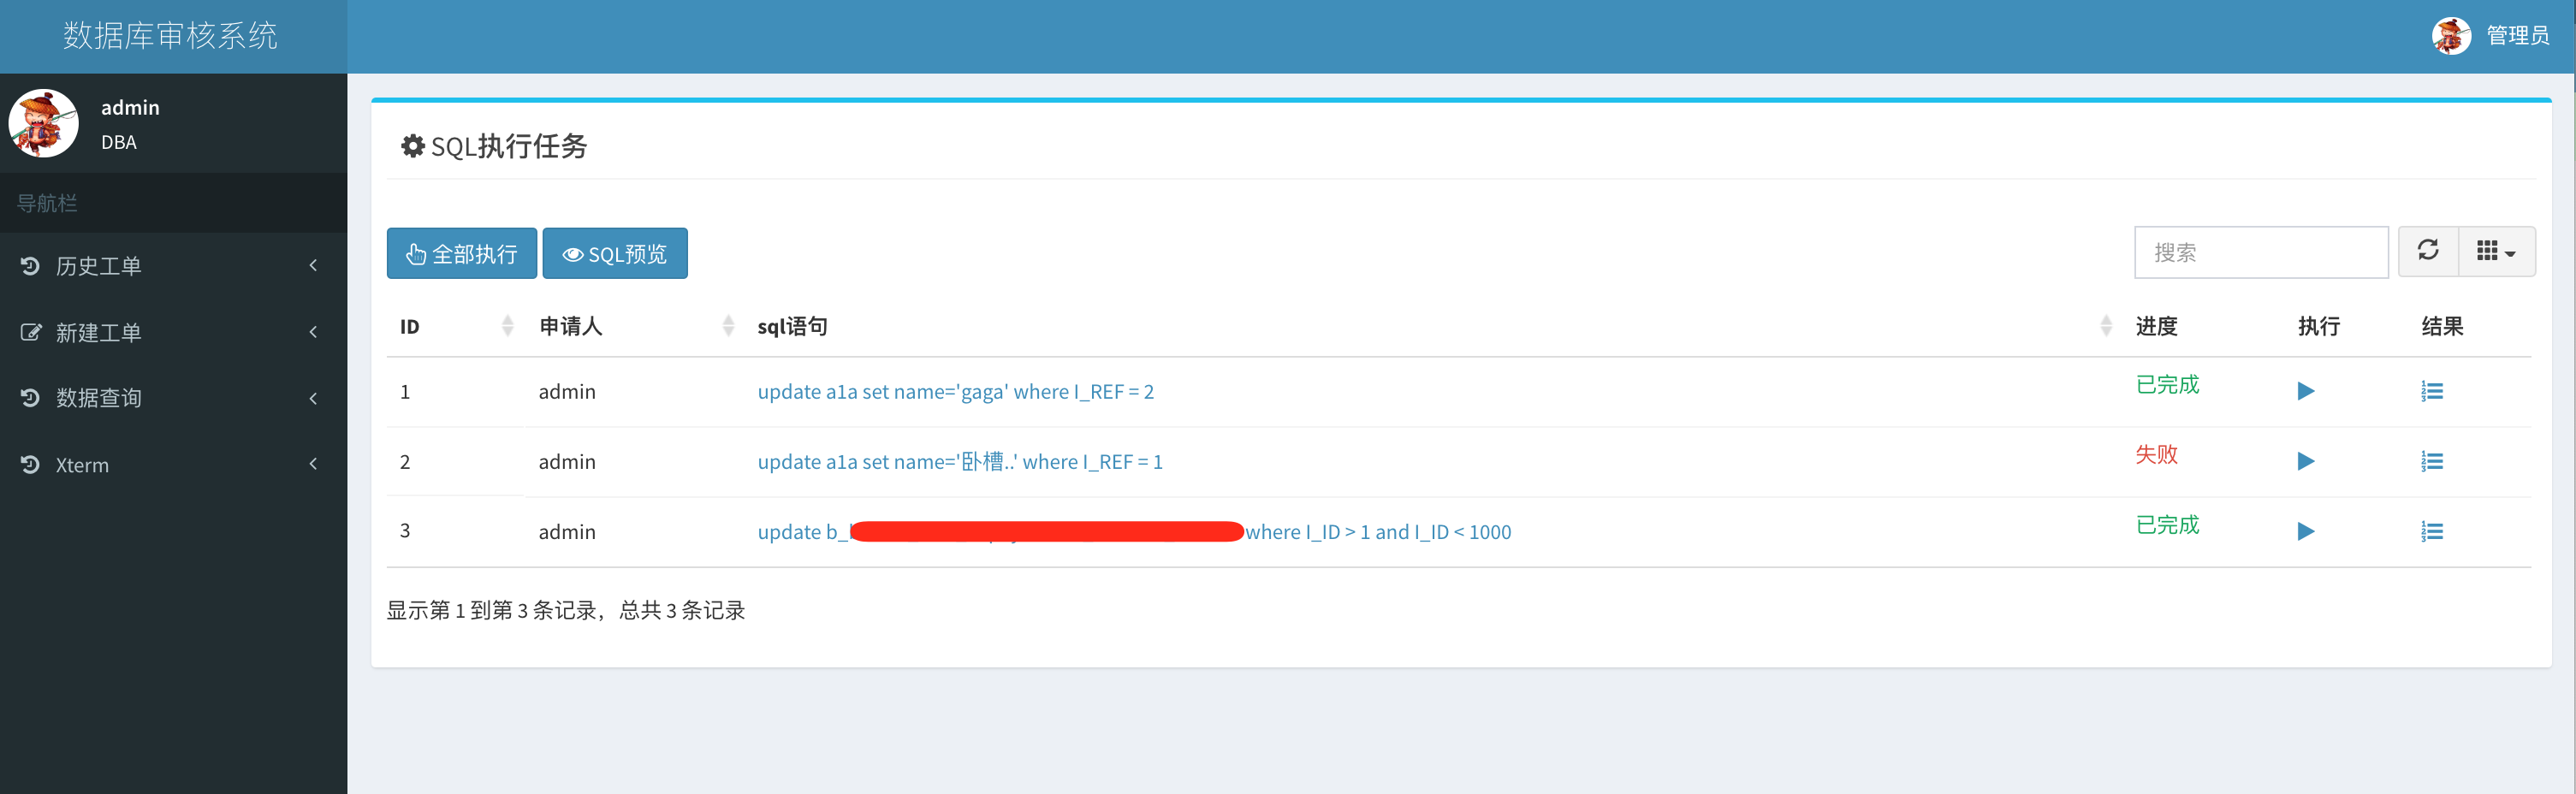 数据库审核系统
管理员
admin
DBA
导航栏
历史工单
新建工单
数据查询
Xterm
SQL执行任务
全部执行 SQL预览 搜索
ID 申请人 sql语句 进度 执行 结果
1 admin update a1a set name='gaga' where I_REF = 2 已完成
2 admin update a1a set name='卧槽..' where I_REF = 1 失败
3 admin update b_ where I_ID > 1 and I_ID < 1000 已完成
显示第 1 到第 3 条记录，总共 3 条记录